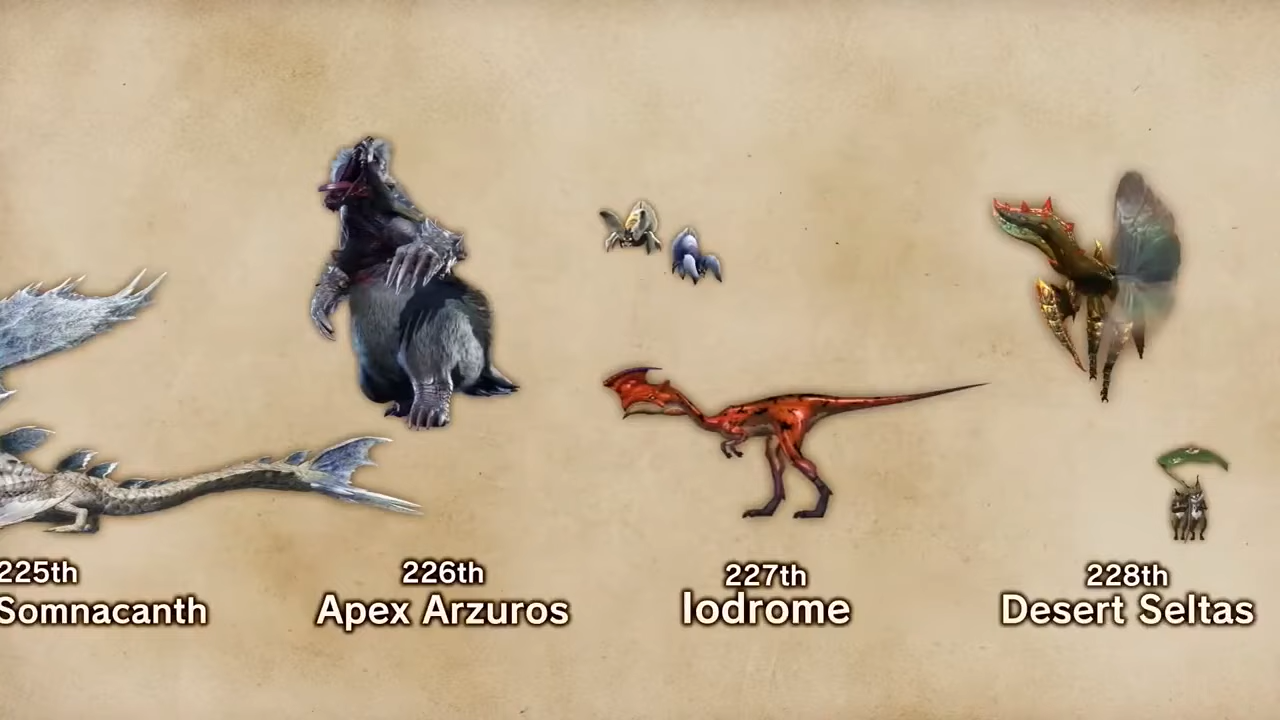 225th
Somnacanth
226th
Apex Arzuros
227th
Iodrome
228th
Desert Seltas